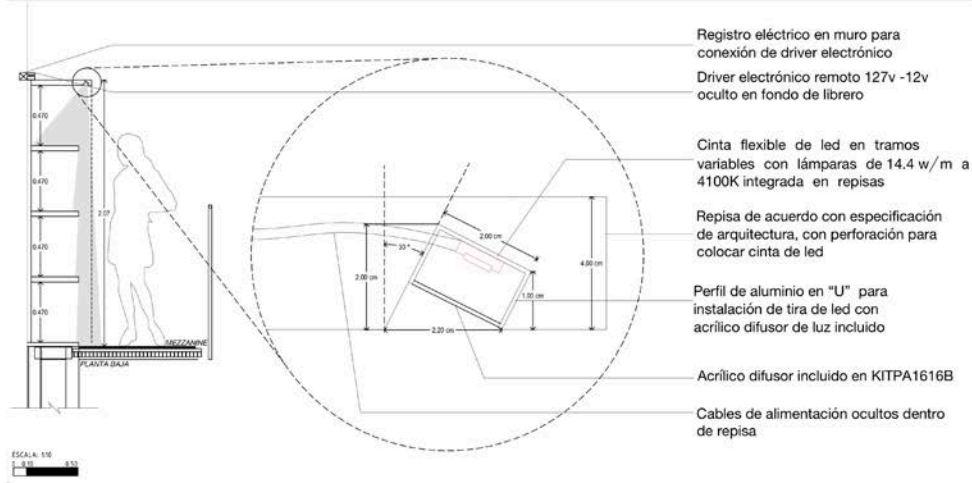 Registro eléctrico en muro para
conexión de driver electrónico
Driver electrónico remoto 127v -12v
oculto en fondo de librero
Cinta flexible de led en tramos
variables con lámparas de 14.4 w/m a
4100K integrada en repisas
Repisa de acuerdo con especificación
de arquitectura, con perforación para
colocar cinta de led
Perfil de aluminio en “U” para
instalación de tira de led con
acrílico difusor de luz incluido
Acrílico difusor incluido en KITPA1616B
Cables de alimentación ocultos dentro
de repisa
0.470
0.470
0.470
0.470
2.07
MEZZANINE
PLANTA BAJA
2.00 cm
30°
2.00 cm
4.00 cm
1.00 cm
2.20 cm
ESCALA: 1:10
0 0.10 0.50